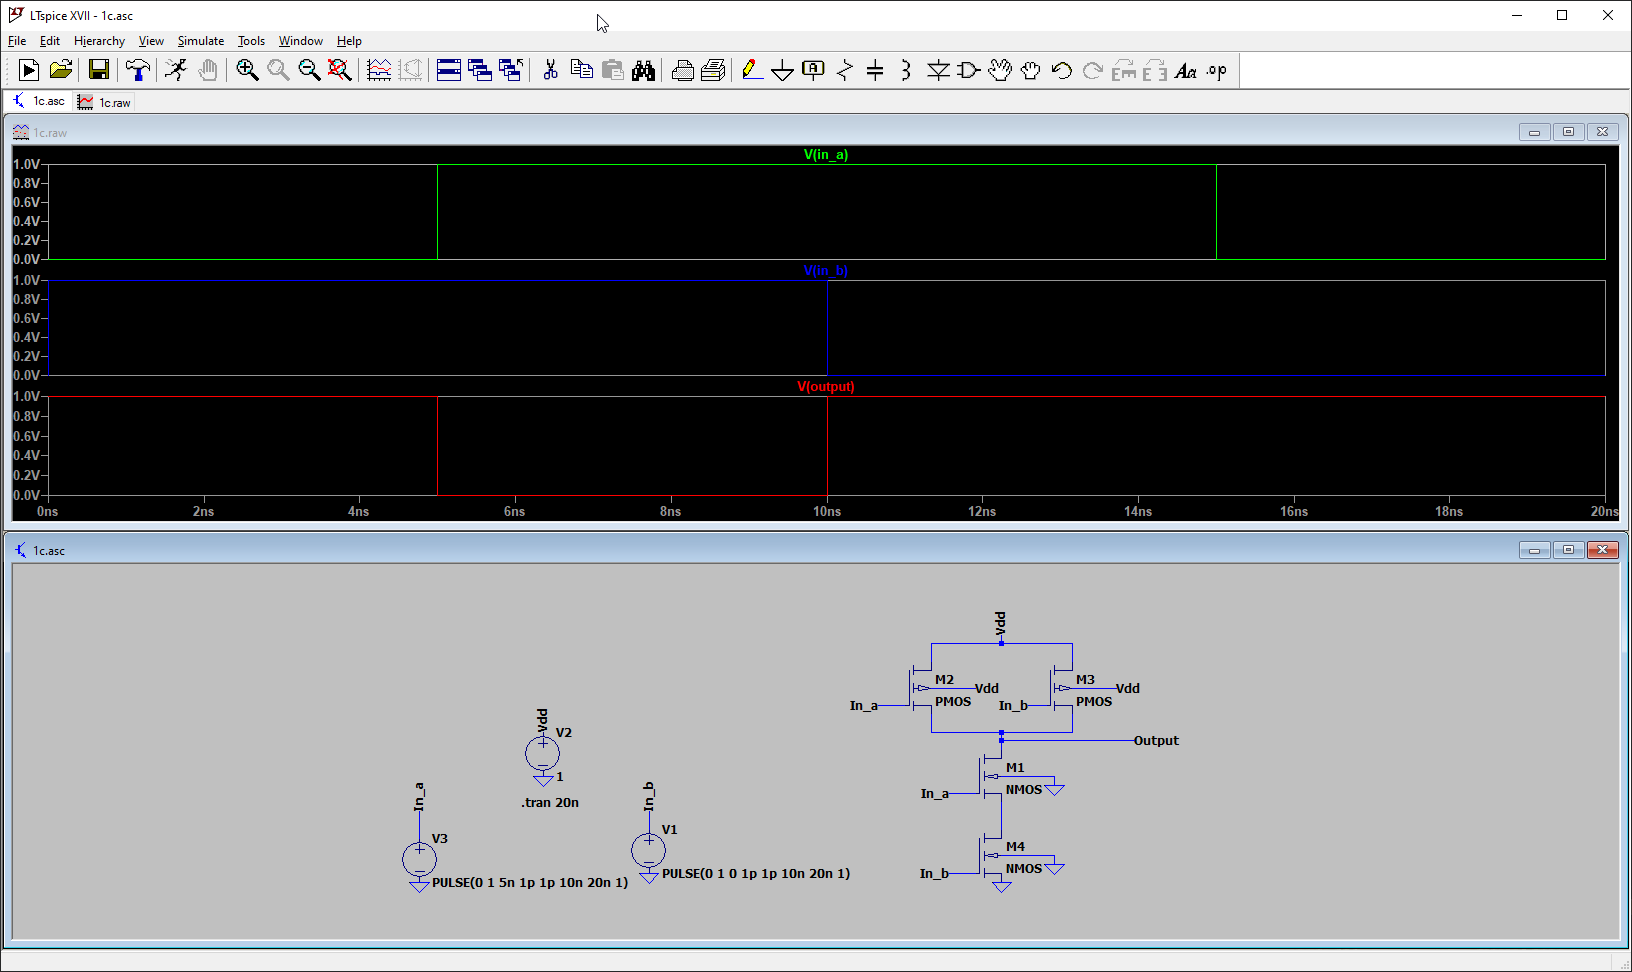 LTspice XVII - 1c.asc
File Edit Hierarchy View Simulate Tools Window Help
A Aa .op
1c.asc 1c.raw
1c.raw
V(in_a)
1.0V
0.8V
0.6V
0.4V
0.2V
0.0V
V(in_b)
1.0V
0.8V
0.6V
0.4V
0.2V
0.0V
V(output)
1.0V
0.8V
0.6V
0.4V
0.2V
0.0V
0ns 2ns 4ns 6ns 8ns 10ns 12ns 14ns 16ns 18ns 20ns
1c.asc
Vdd
M2
Vdd
PMOS
In_a
M3
Vdd
PMOS
In_b
Output
M1
NMOS
In_a
M4
NMOS
In_b
Vdd
V2
1
.tran 20n
In_a
V3
PULSE(0 1 5n 1p 1p 10n 20n 1)
In_b
V1
PULSE(0 1 0 1p 1p 10n 20n 1)